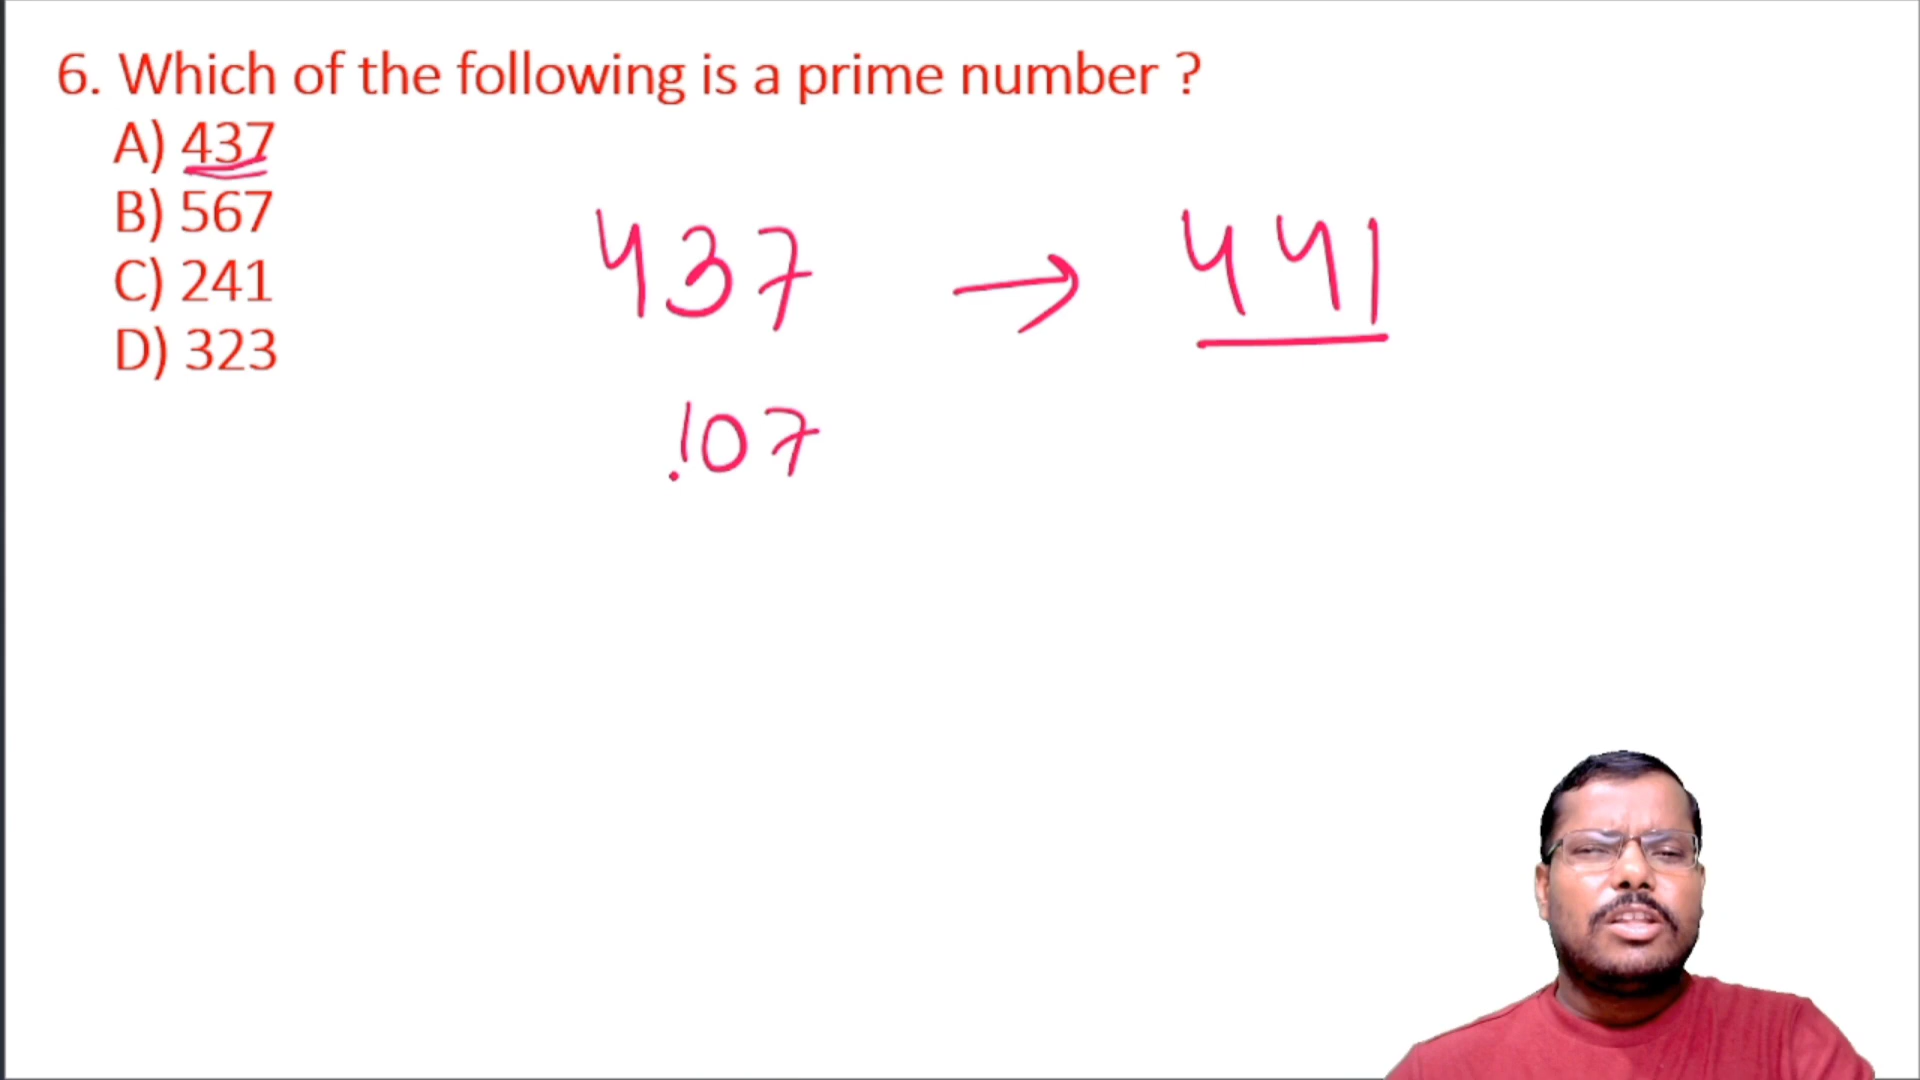 6. Which of the following is a prime number ?
A) 437
B) 567
C) 241
D) 323
437 → 441
.107